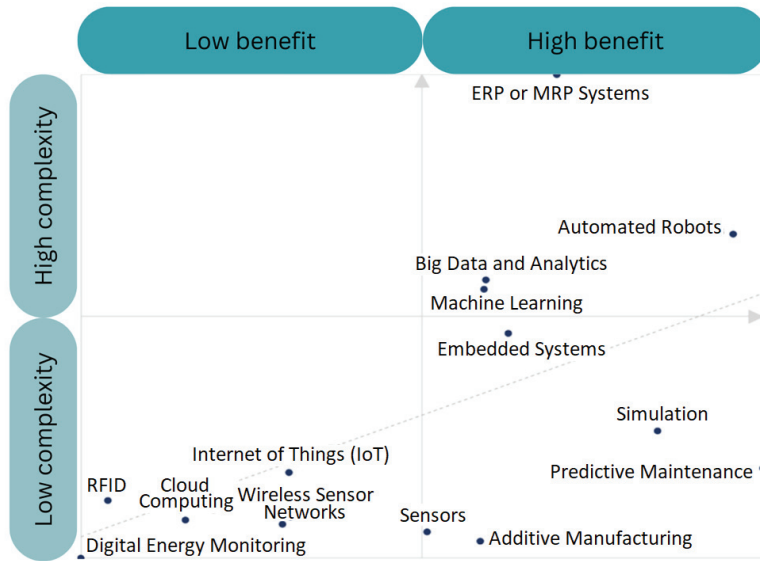 Low benefit
High benefit
High complexity
Low complexity
ERP or MRP Systems
Automated Robots
Big Data and Analytics
Machine Learning
Embedded Systems
Simulation
Internet of Things (IoT)
Predictive Maintenance
RFID
Cloud
Computing
Wireless Sensor
Networks
Sensors
Additive Manufacturing
Digital Energy Monitoring